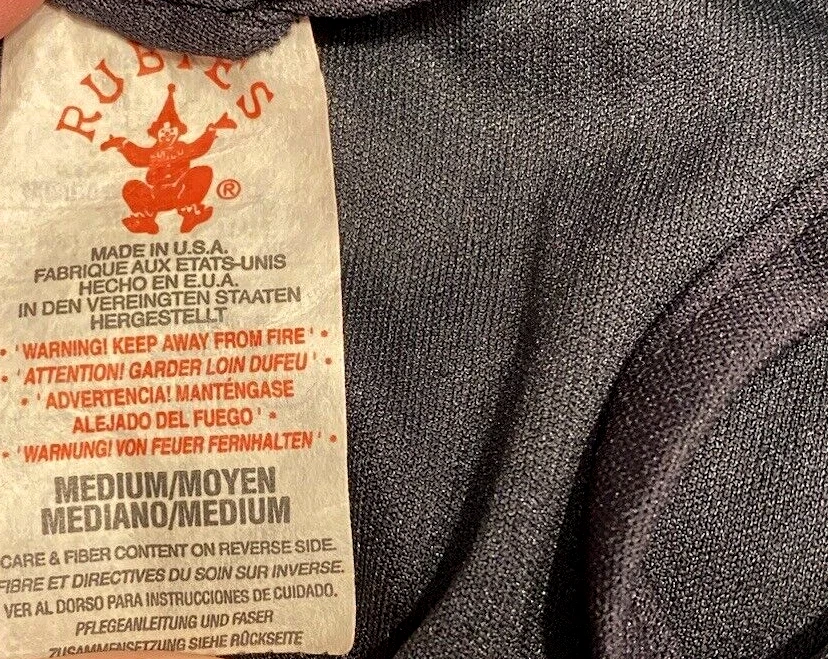 RUBIE'S
®
MADE IN U.S.A.
FABRIQUE AUX ETATS-UNIS
HECHO EN E.U.A.
IN DEN VEREINGTEN STAATEN
HERGESTELLT
• 'WARNING! KEEP AWAY FROM FIRE' •
• 'ATTENTION! GARDER LOIN DUFEU' •
• 'ADVERTENCIA! MANTÉNGASE
ALEJADO DEL FUEGO' •
• 'WARNUNG! VON FEUER FERNHALTEN' •
MEDIUM/MOYEN
MEDIANO/MEDIUM
CARE & FIBER CONTENT ON REVERSE SIDE.
FIBRE ET DIRECTIVES DU SOIN SUR INVERSE.
VER AL DORSO PARA INSTRUCCIONES DE CUIDADO.
PFLEGEANLEITUNG UND FASER
ZUSAMMENSETZUNG SIEHE RÜCKSEITE